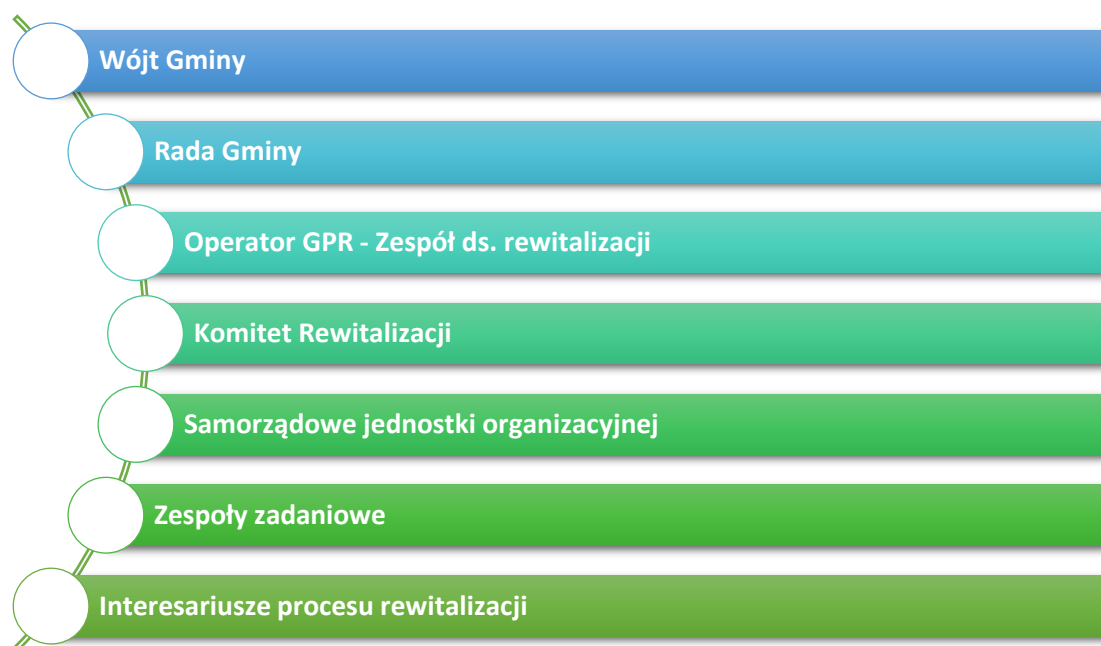 Wójt Gminy
Rada Gminy
Operator GPR - Zespół ds. rewitalizacji
Komitet Rewitalizacji
Samorządowe jednostki organizacyjnej
Zespoły zadaniowe
Interesariusze procesu rewitalizacji